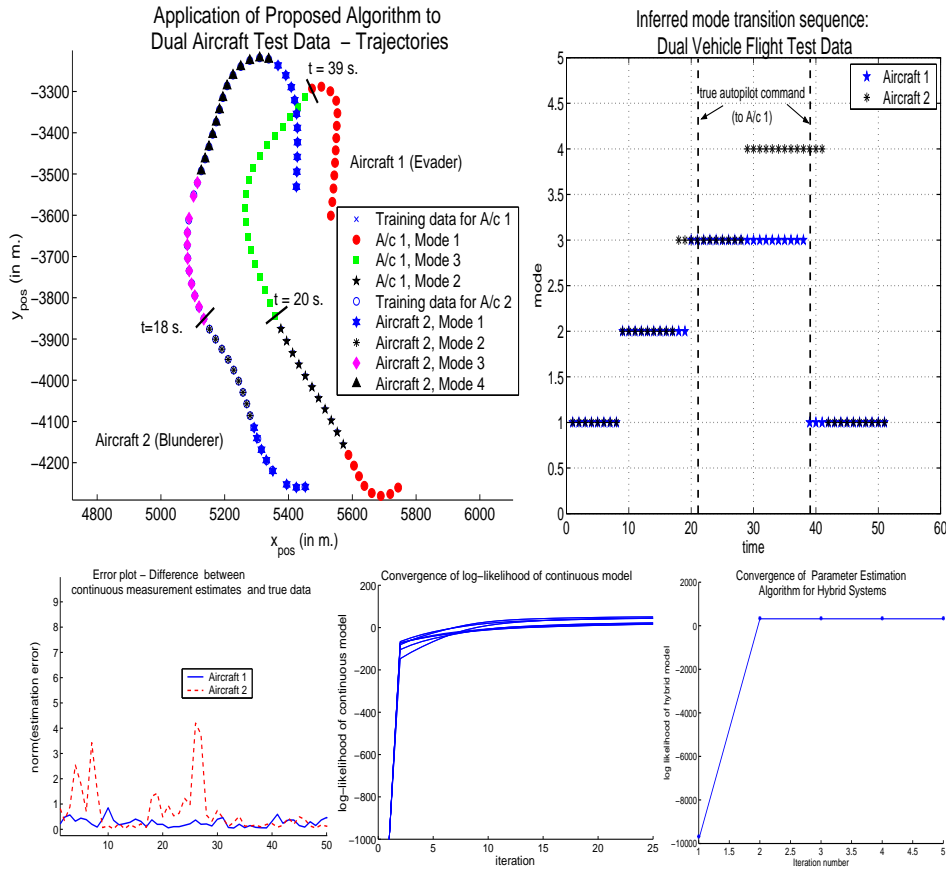 Application of Proposed Algorithm to
Dual Aircraft Test Data – Trajectories
t = 39 s.
Aircraft 1 (Evader)
t = 20 s.
t=18 s.
Aircraft 2 (Blunderer)
Training data for A/c 1
A/c 1, Mode 1
A/c 1, Mode 3
A/c 1, Mode 2
Training data for A/c 2
Aircraft 2, Mode 1
Aircraft 2, Mode 2
Aircraft 2, Mode 3
Aircraft 2, Mode 4
y_pos (in m.)
−3300
−3400
−3500
−3600
−3700
−3800
−3900
−4000
−4100
−4200
4800 5000 5200 5400 5600 5800 6000
x_pos (in m.)
Inferred mode transition sequence:
Dual Vehicle Flight Test Data
Aircraft 1
Aircraft 2
true autopilot command
(to A/c 1)
mode
5
4.5
4
3.5
3
2.5
2
1.5
1
0.5
0
0 10 20 30 40 50 60
time
Error plot − Difference between
continuous measurement estimates and true data
Aircraft 1
Aircraft 2
norm(estimation error)
9
8
7
6
5
4
3
2
1
0
10 20 30 40 50
Convergence of log−likelihood of continuous model
log−likelihood of continuous model
200
0
−200
−400
−600
−800
−1000
0 5 10 15 20 25
iteration
Convergence of Parameter Estimation
Algorithm for Hybrid Systems
log likelihood of hybrid model
2000
0
−2000
−4000
−6000
−8000
−10000
1 1.5 2 2.5 3 3.5 4 4.5 5
Iteration number